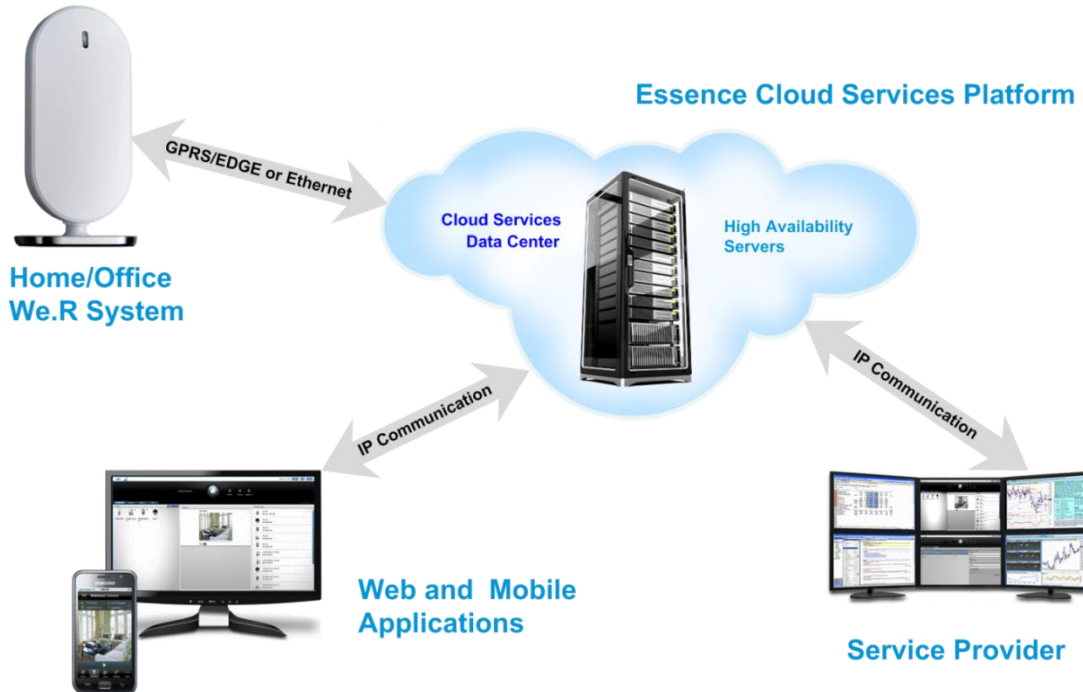 Essence Cloud Services Platform
GPRS/EDGE or Ethernet
Cloud Services
Data Center
High Availability
Servers
Home/Office
We.R System
IP Communication
IP Communication
SAMSUNG
Web and  Mobile
Applications
Service Provider